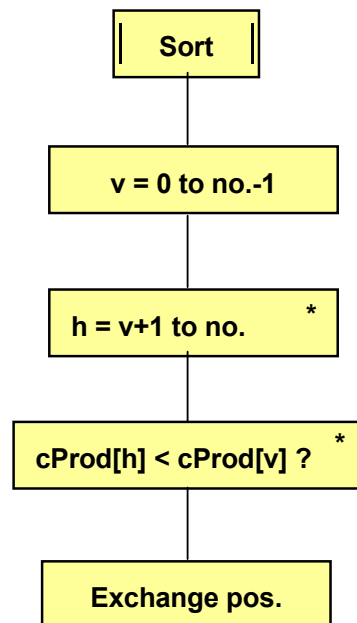 Sort
v = 0 to no.-1
h = v+1 to no. *
cProd[h] < cProd[v] ? *
Exchange pos.